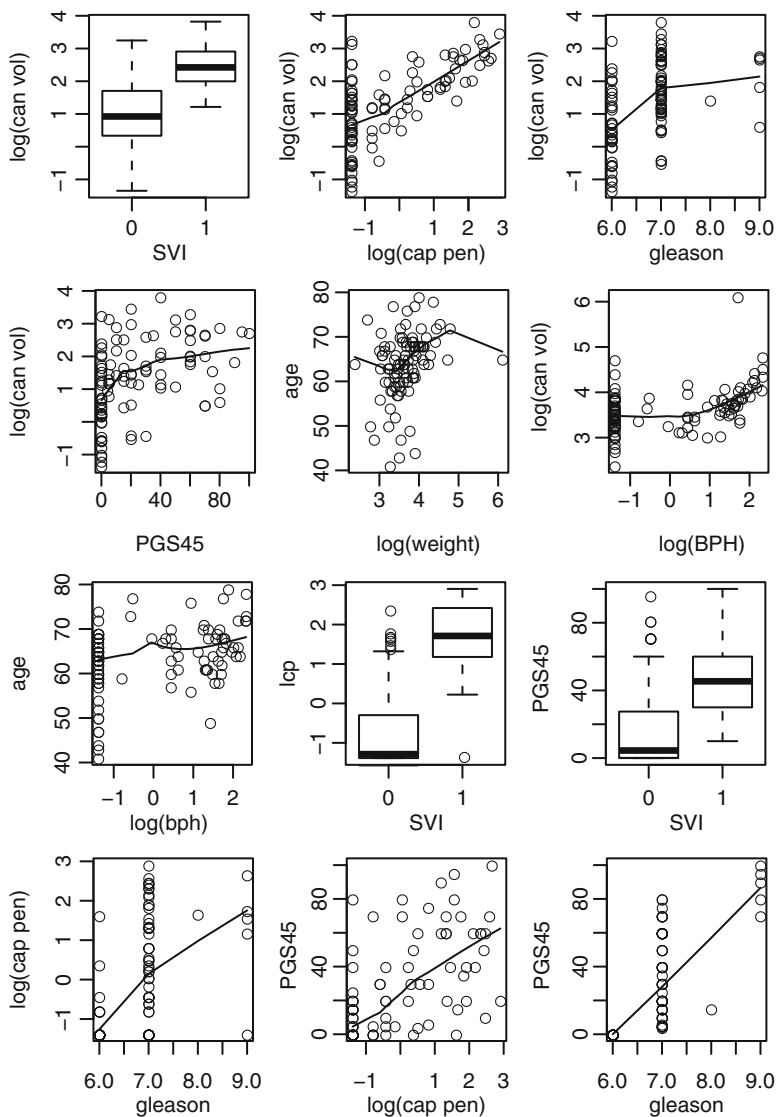 log(can vol)
4
3
2
1
−1
0 1
SVI
log(can vol)
4
3
2
1
−1
−1 1 2 3
log(cap pen)
log(can vol)
4
3
2
1
−1
6.0 7.0 8.0 9.0
gleason
log(can vol)
4
3
2
1
−1
0 40 80
PGS45
age
80
70
60
50
40
3 4 5 6
log(weight)
log(can vol)
6
5
4
3
−1 0 1 2
log(BPH)
age
80
70
60
50
40
−1 0 1 2
log(bph)
lcp
3
2
1
0
−1
0 1
SVI
PGS45
80
40
0
0 1
SVI
log(cap pen)
3
2
1
0
−1
6.0 7.0 8.0 9.0
gleason
PGS45
80
40
0
−1 1 2 3
log(cap pen)
PGS45
80
40
0
6.0 7.0 8.0 9.0
gleason